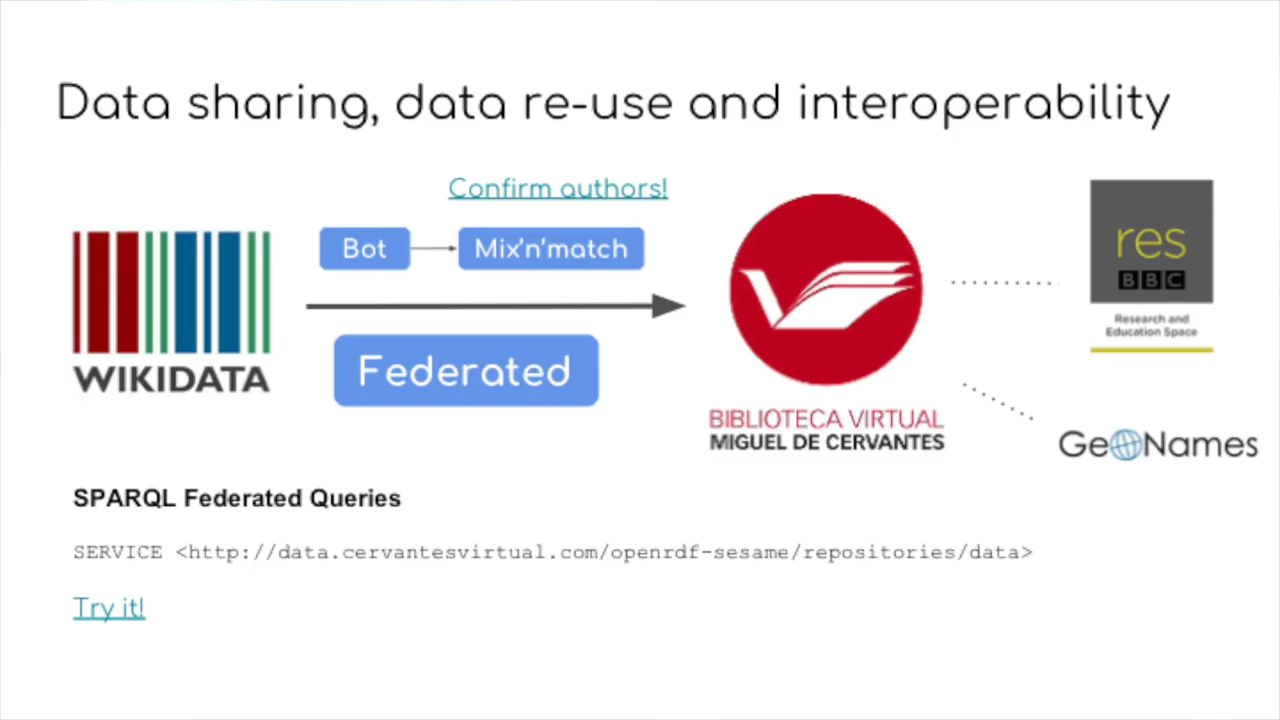 Data sharing, data re-use and interoperability
Confirm authors!
Bot
Mix'n'match
Federated
WIKIDATA
BIBLIOTECA VIRTUAL
MIGUEL DE CERVANTES
res
BBC
Research and
Education Space
GeoNames
SPARQL Federated Queries
SERVICE <http://data.cervantesvirtual.com/openrdf-sesame/repositories/data>
Try it!